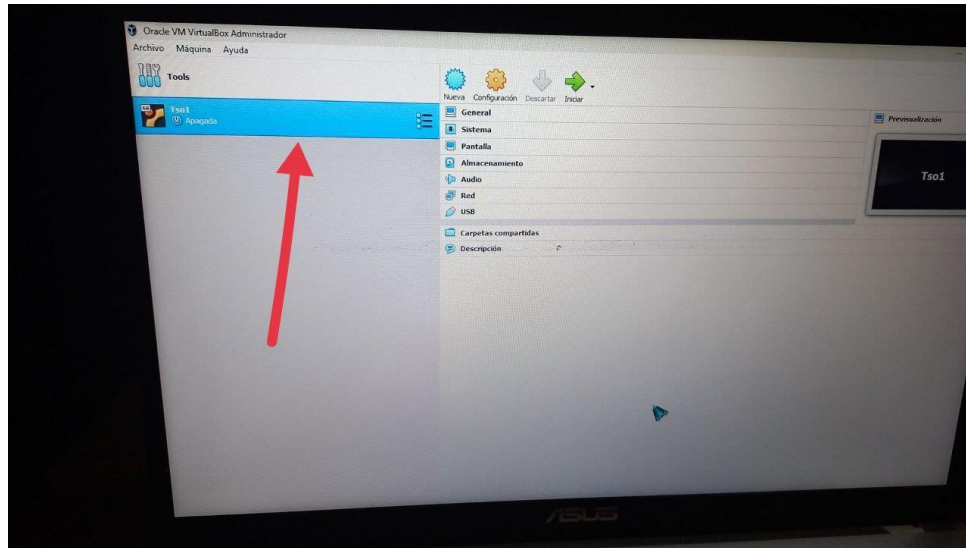 Oracle VM VirtualBox Administrador
Archivo Máquina Ayuda
Tools
Nueva Configuración Descartar Iniciar
Tso1
Apagada
General
Sistema
Pantalla
Almacenamiento
Audio
Red
USB
Carpetas compartidas
Descripción
Previsualización
Tso1
ASUS